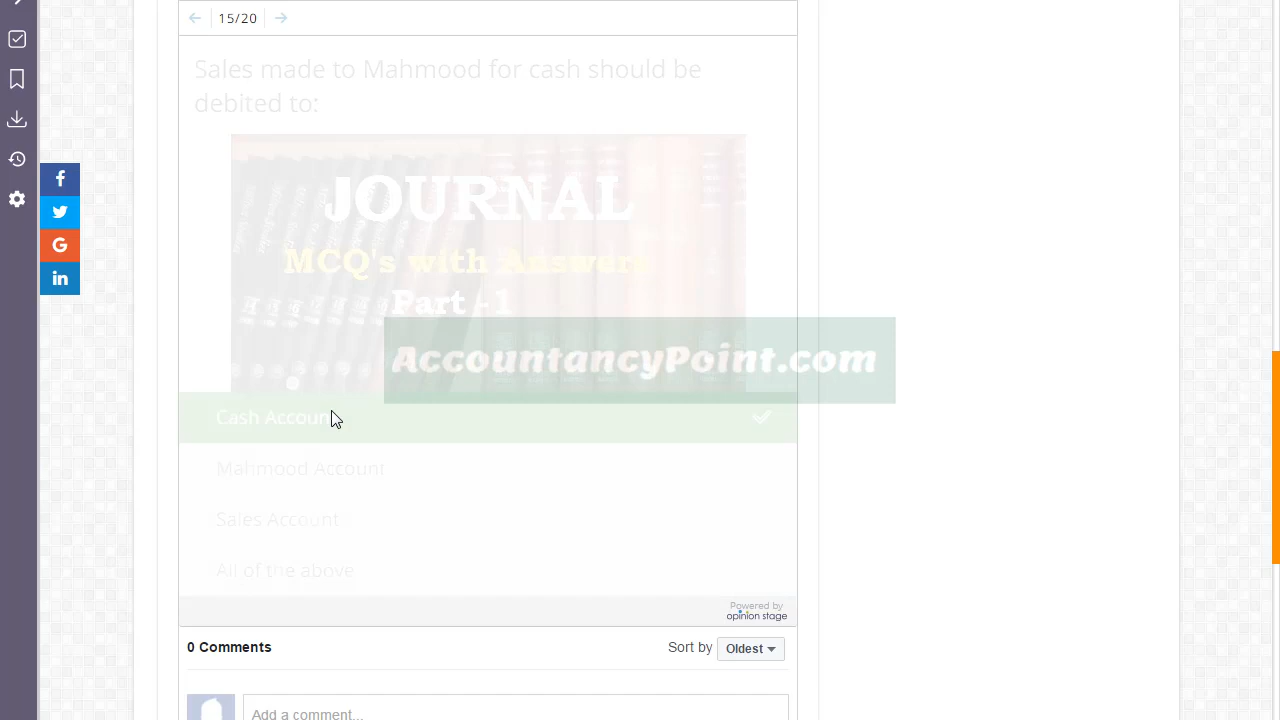 15/20
Sales made to Mahmood for cash should be
debited to:
JOURNAL
MCQ's with Answers
Part -1
AccountancyPoint.com
Cash Account
Mahmood Account
Sales Account
All of the above
Powered by
opinion stage
0 Comments
Sort by Oldest
Add a comment...